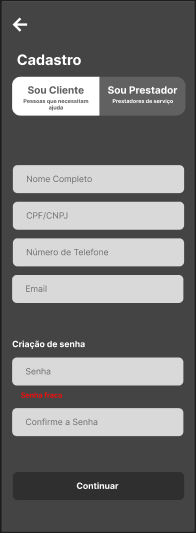 Cadastro
Sou Cliente
Pessoas que necessitam
ajuda
Sou Prestador
Prestadores de serviço
Nome Completo
CPF/CNPJ
Número de Telefone
Email
Criação de senha
Senha
Senha fraca
Confirme a Senha
Continuar